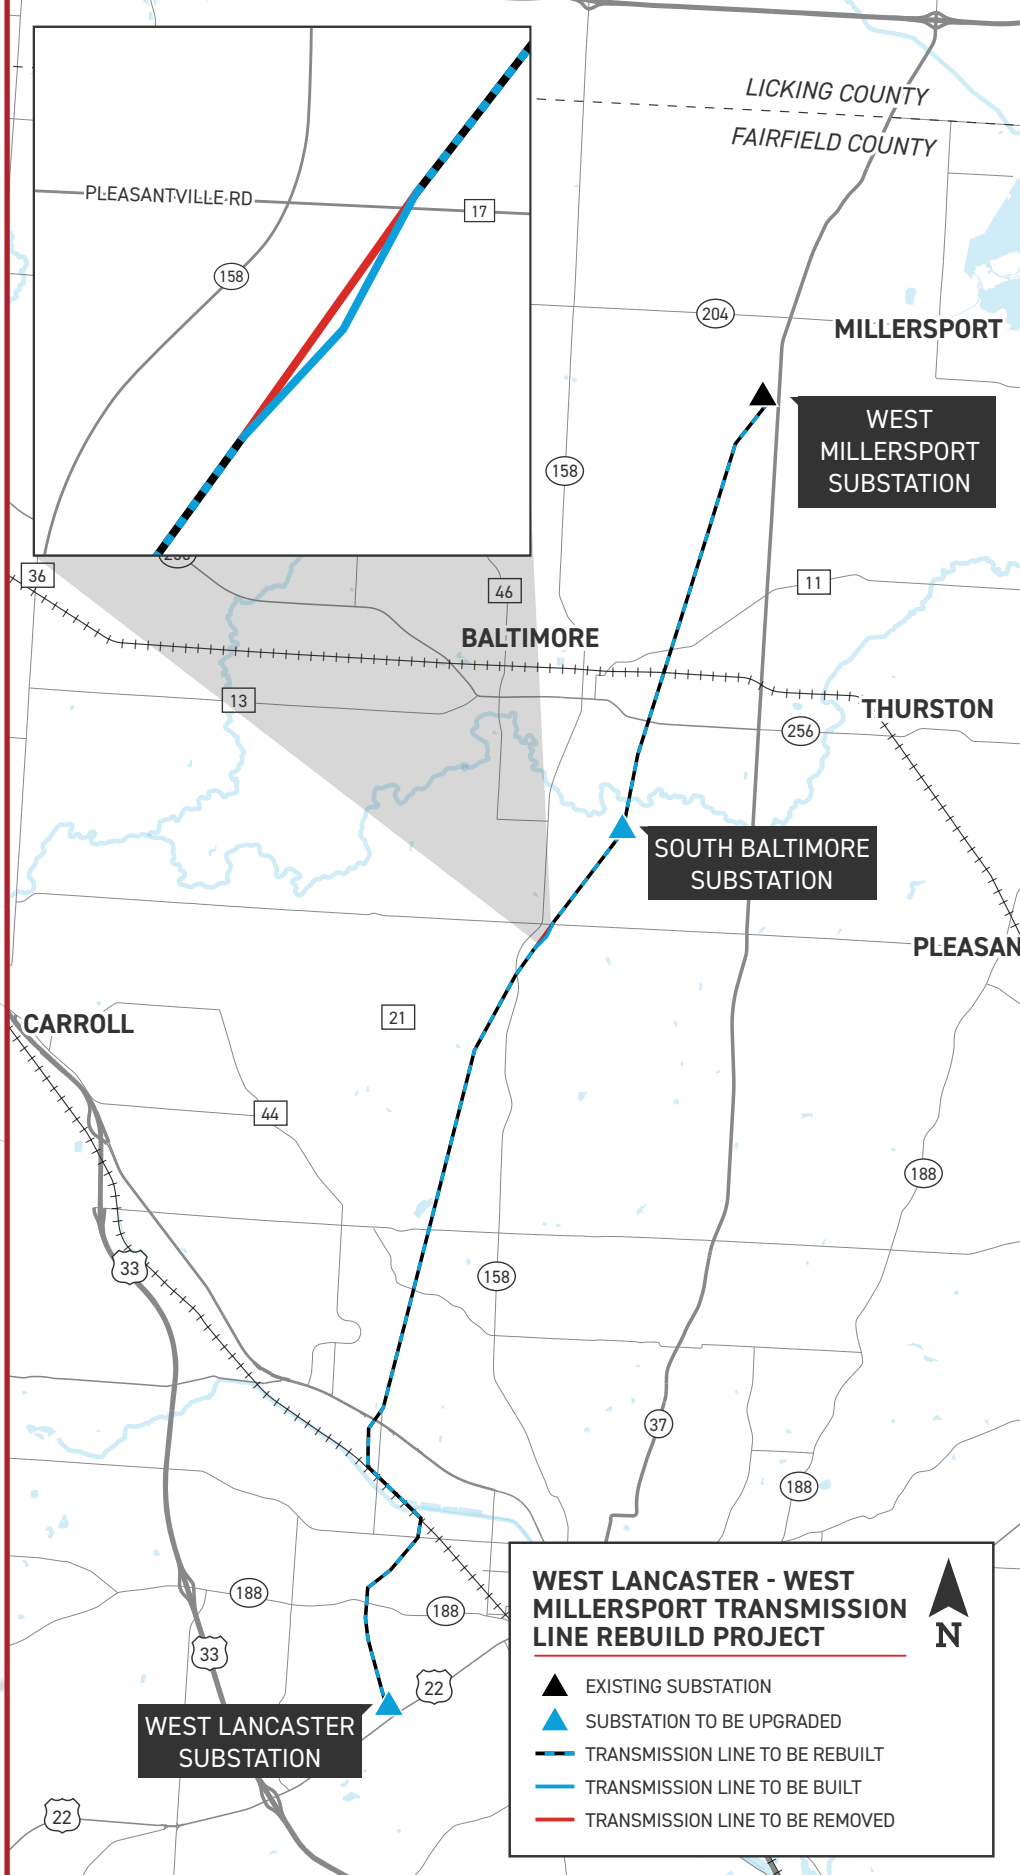 LICKING COUNTY
FAIRFIELD COUNTY
PLEASANTVILLE RD
17
158
204
MILLERSPORT
WEST
MILLERSPORT
SUBSTATION
158
36
46
11
BALTIMORE
13
THURSTON
256
SOUTH BALTIMORE
SUBSTATION
PLEASAN
21
CARROLL
44
188
33
158
37
188
188
188
33
22
WEST LANCASTER
SUBSTATION
22
WEST LANCASTER - WEST
MILLERSPORT TRANSMISSION
LINE REBUILD PROJECT
N
EXISTING SUBSTATION
SUBSTATION TO BE UPGRADED
TRANSMISSION LINE TO BE REBUILT
TRANSMISSION LINE TO BE BUILT
TRANSMISSION LINE TO BE REMOVED